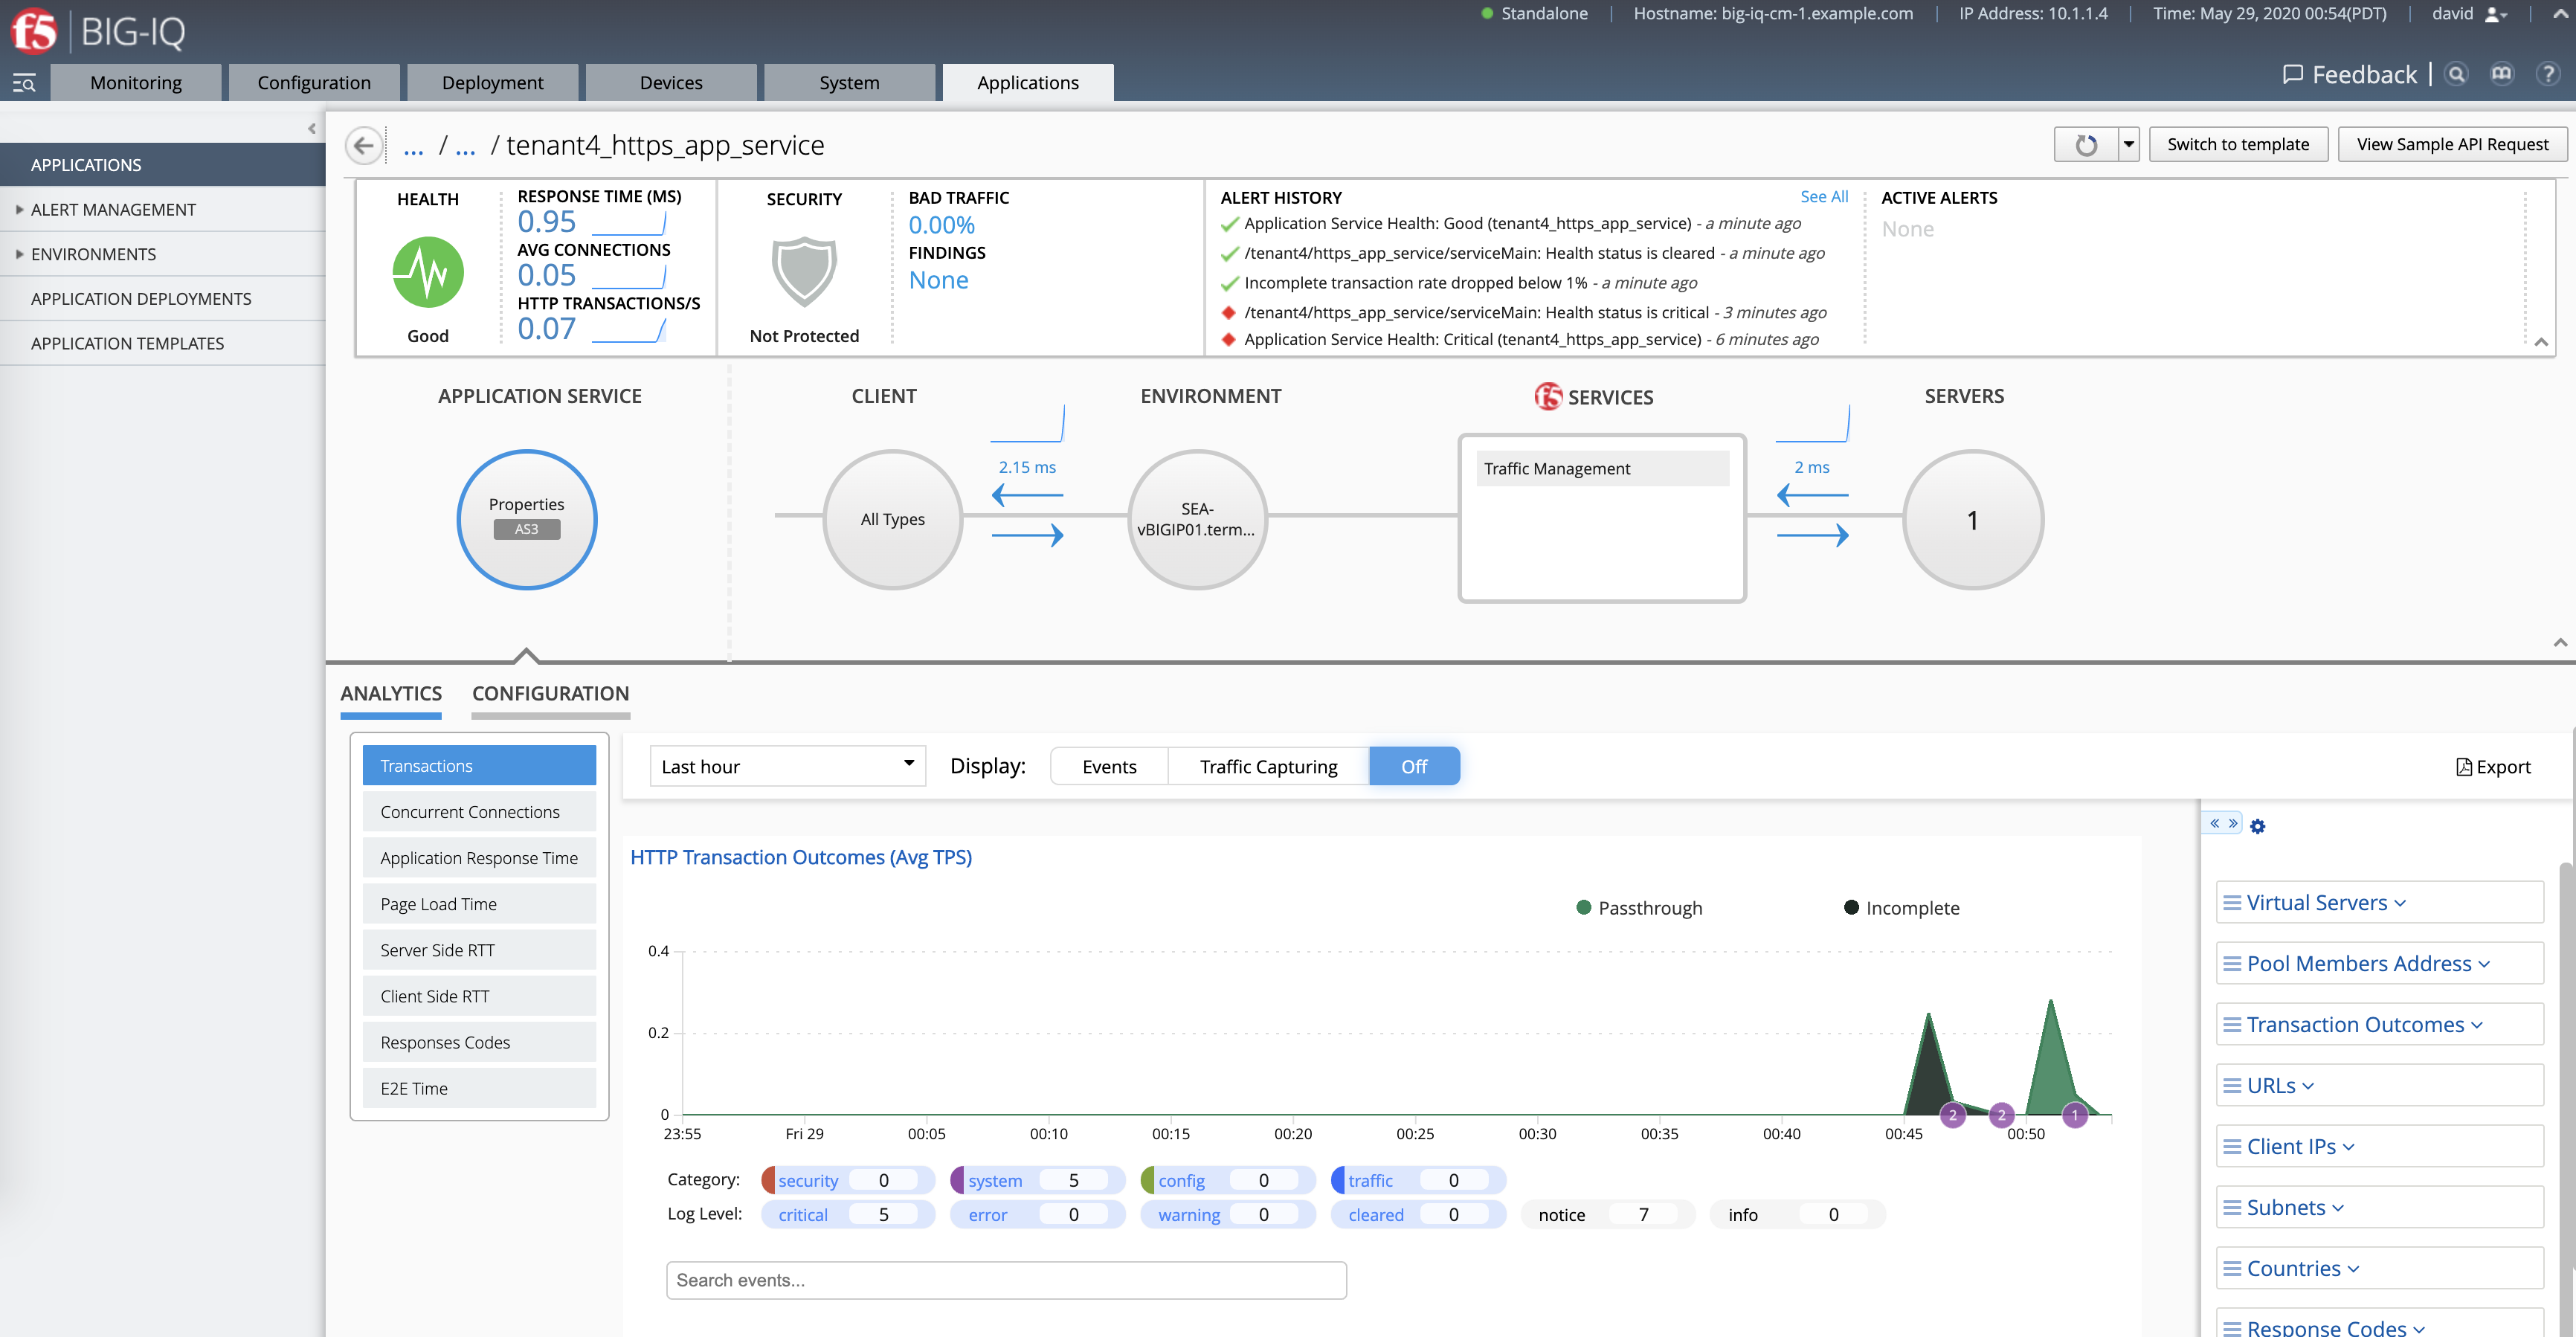 f5 BIG-IQ
Standalone | Hostname: big-iq-cm-1.example.com | IP Address: 10.1.1.4 | Time: May 29, 2020 00:54(PDT) | david
Monitoring Configuration Deployment Devices System Applications
Feedback | ?
APPLICATIONS
ALERT MANAGEMENT
ENVIRONMENTS
APPLICATION DEPLOYMENTS
APPLICATION TEMPLATES
... / ... / tenant4_https_app_service
Switch to template
View Sample API Request
HEALTH
Good
RESPONSE TIME (MS)
0.95
AVG CONNECTIONS
0.05
HTTP TRANSACTIONS/S
0.07
SECURITY
Not Protected
BAD TRAFFIC
0.00%
FINDINGS
None
ALERT HISTORY See All
Application Service Health: Good (tenant4_https_app_service) - a minute ago
/tenant4/https_app_service/serviceMain: Health status is cleared - a minute ago
Incomplete transaction rate dropped below 1% - a minute ago
/tenant4/https_app_service/serviceMain: Health status is critical - 3 minutes ago
Application Service Health: Critical (tenant4_https_app_service) - 6 minutes ago
ACTIVE ALERTS
None
APPLICATION SERVICE CLIENT ENVIRONMENT f5 SERVICES SERVERS
Properties
AS3
All Types
2.15 ms
SEA-
vBIGIP01.term...
Traffic Management
2 ms
1
ANALYTICS CONFIGURATION
Transactions
Concurrent Connections
Application Response Time
Page Load Time
Server Side RTT
Client Side RTT
Responses Codes
E2E Time
Last hour Display: Events Traffic Capturing Off
Export
HTTP Transaction Outcomes (Avg TPS)
Passthrough Incomplete
0.4
0.2
0
2 2 1
23:55 Fri 29 00:05 00:10 00:15 00:20 00:25 00:30 00:35 00:40 00:45 00:50
Category: security 0 system 5 config 0 traffic 0
Log Level: critical 5 error 0 warning 0 cleared 0 notice 7 info 0
Search events...
« »
Virtual Servers
Pool Members Address
Transaction Outcomes
URLs
Client IPs
Subnets
Countries
Response Codes